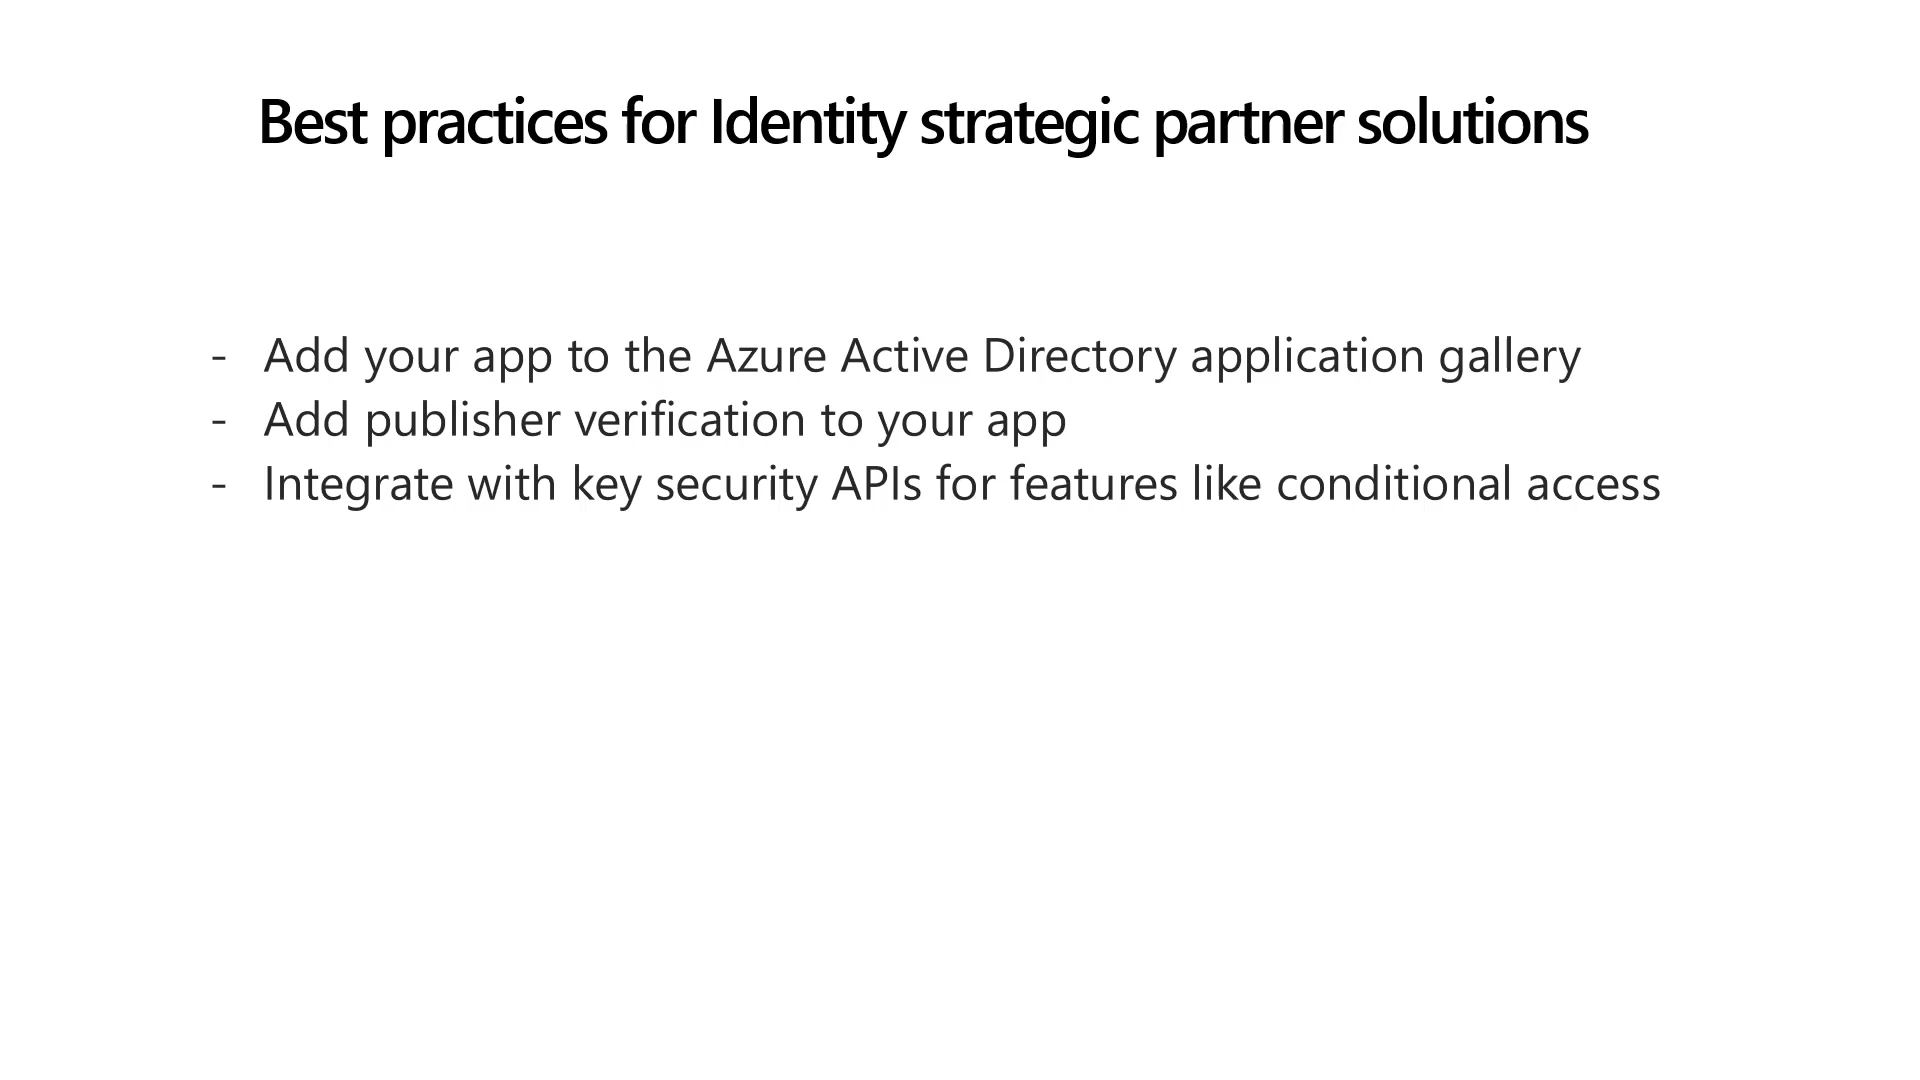 Best practices for Identity strategic partner solutions
- Add your app to the Azure Active Directory application gallery
- Add publisher verification to your app
- Integrate with key security APIs for features like conditional access